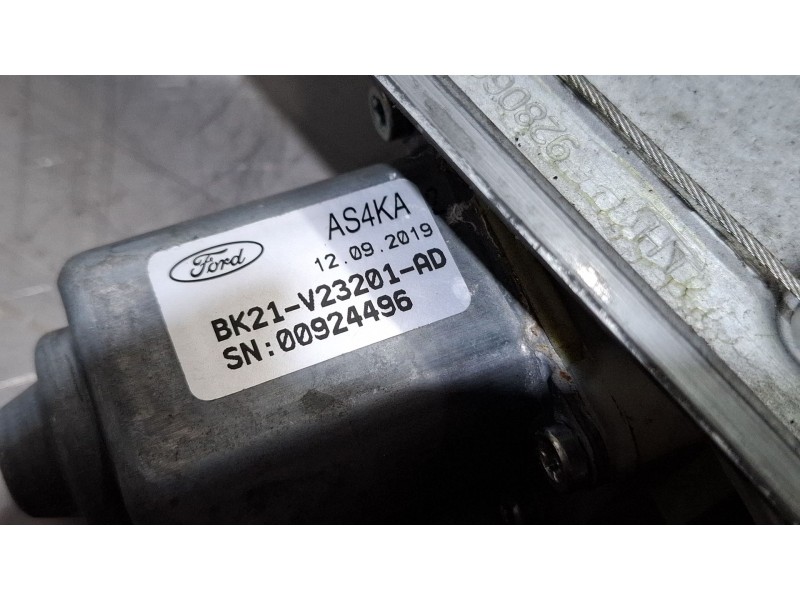 Ford
AS4KA
12.09.2019
BK21-V23201-AD
SN:00924496